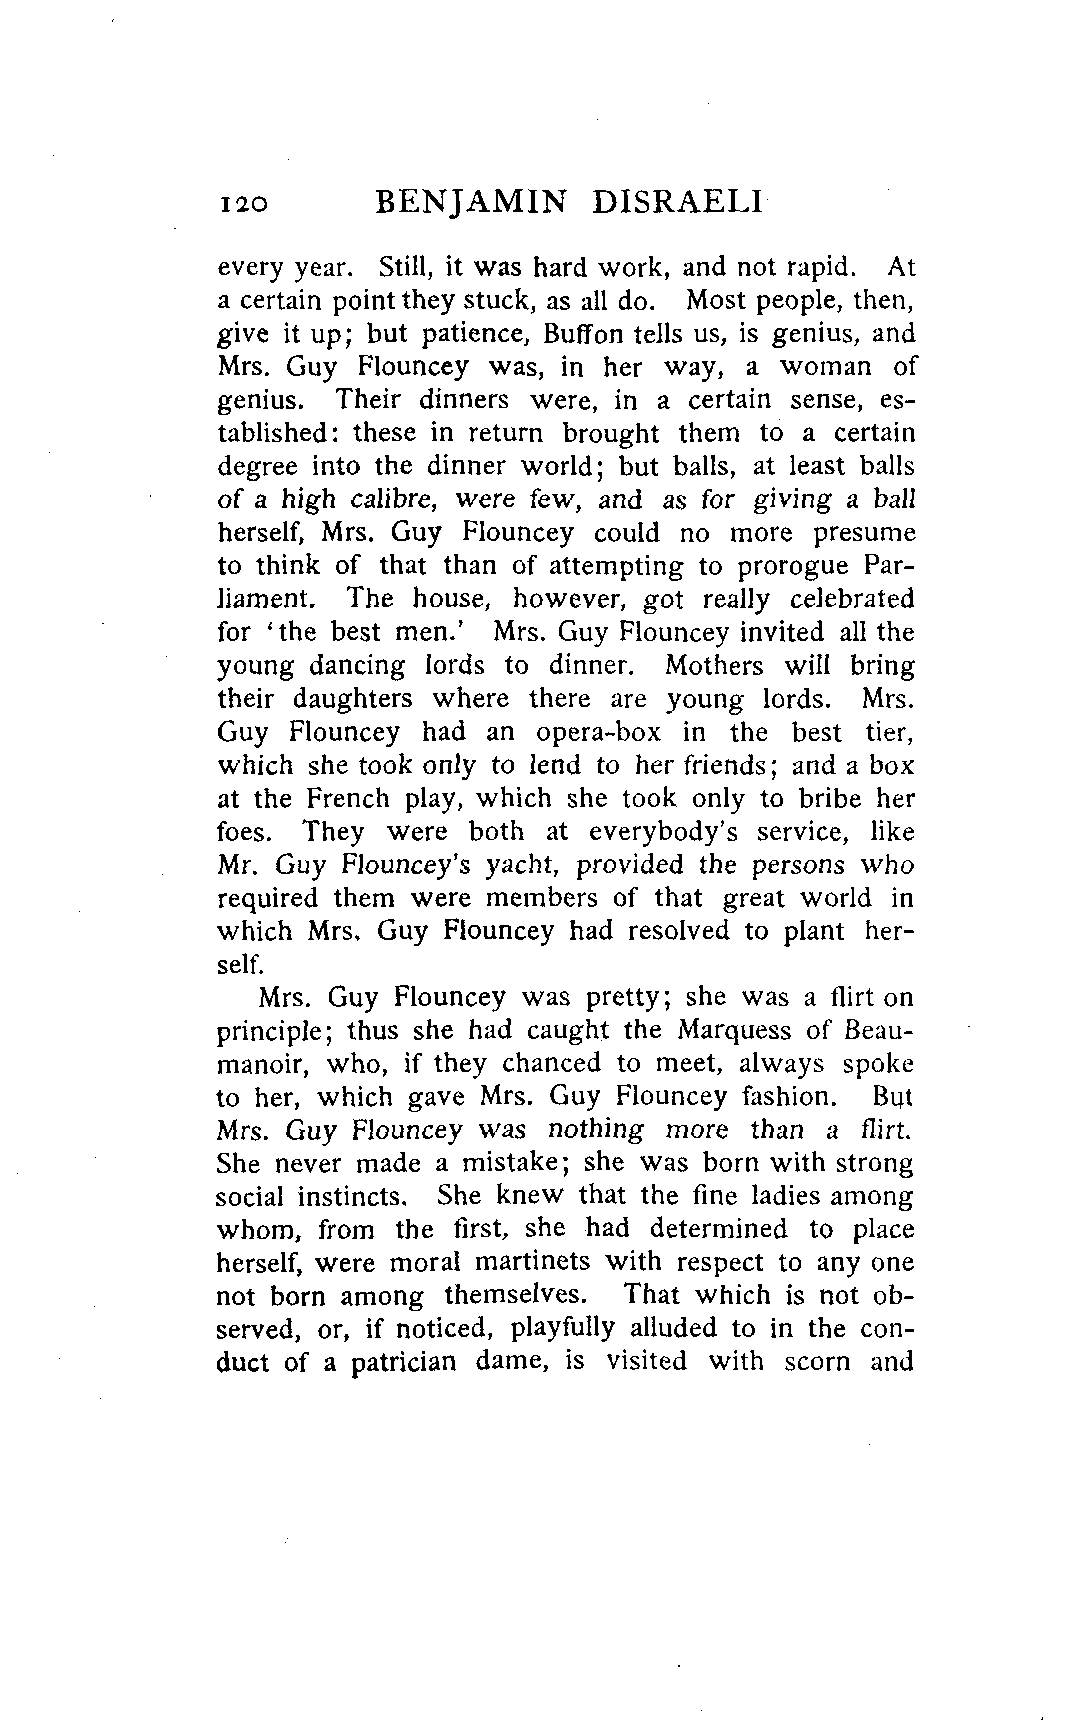 120 BENJAMIN DISRAELI
every year. Still, it was hard work, and not rapid. At
a certain point they stuck, as all do. Most people, then,
give it up; but patience, Buffon tells us, is genius, and
Mrs. Guy Flouncey was, in her way, a woman of
genius. Their dinners were, in a certain sense, es-
tablished: these in return brought them to a certain
degree into the dinner world; but balls, at least balls
of a high calibre, were few, and as for giving a ball
herself, Mrs. Guy Flouncey could no more presume
to think of that than of attempting to prorogue Par-
liament. The house, however, got really celebrated
for ‘the best men.’ Mrs. Guy Flouncey invited all the
young dancing lords to dinner. Mothers will bring
their daughters where there are young lords. Mrs.
Guy Flouncey had an opera-box in the best tier,
which she took only to lend to her friends; and a box
at the French play, which she took only to bribe her
foes. They were both at everybody's service, like
Mr. Guy Flouncey's yacht, provided the persons who
required them were members of that great world in
which Mrs. Guy Flouncey had resolved to plant her-
self.
Mrs. Guy Flouncey was pretty; she was a flirt on
principle; thus she had caught the Marquess of Beau-
manoir, who, if they chanced to meet, always spoke
to her, which gave Mrs. Guy Flouncey fashion. But
Mrs. Guy Flouncey was nothing more than a flirt.
She never made a mistake; she was born with strong
social instincts. She knew that the fine ladies among
whom, from the first, she had determined to place
herself, were moral martinets with respect to any one
not born among themselves. That which is not ob-
served, or, if noticed, playfully alluded to in the con-
duct of a patrician dame, is visited with scorn and